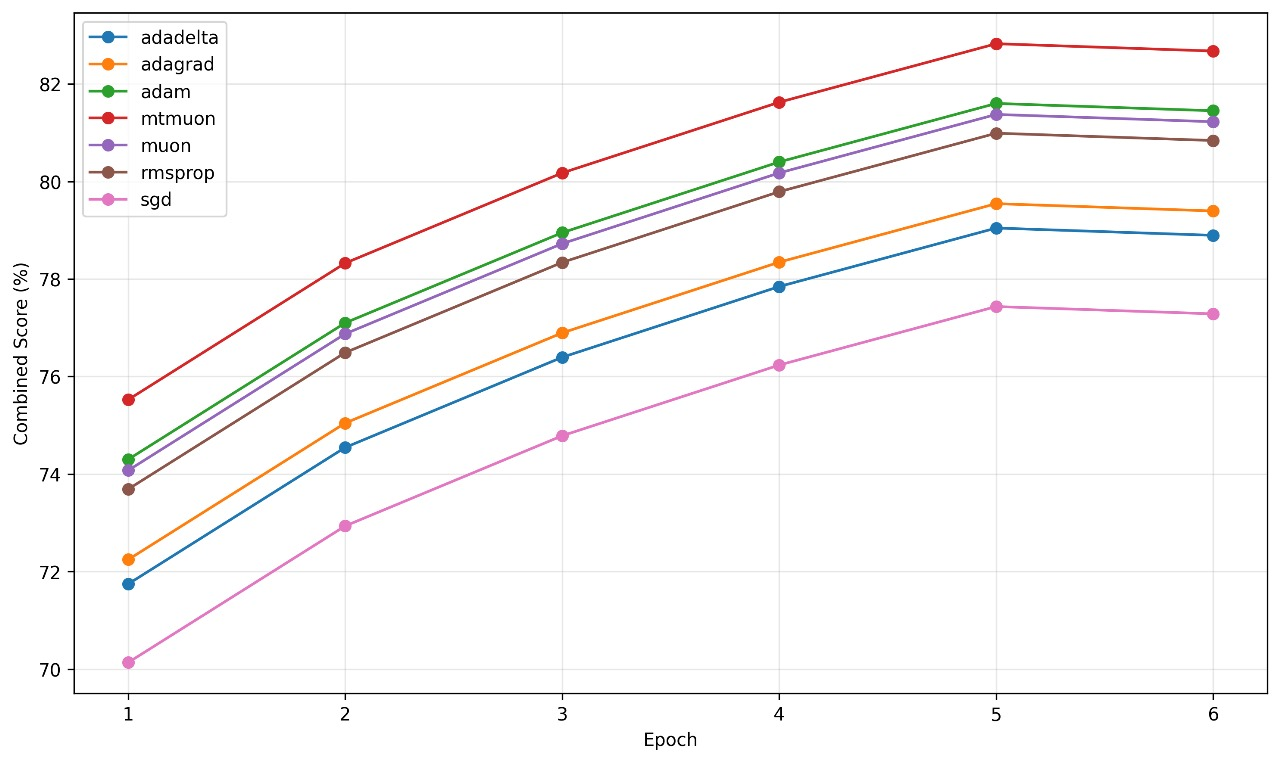 adadelta
adagrad
adam
mtmuon
muon
rmsprop
sgd
82
80
78
76
74
72
70
Combined Score (%)
1 2 3 4 5 6
Epoch